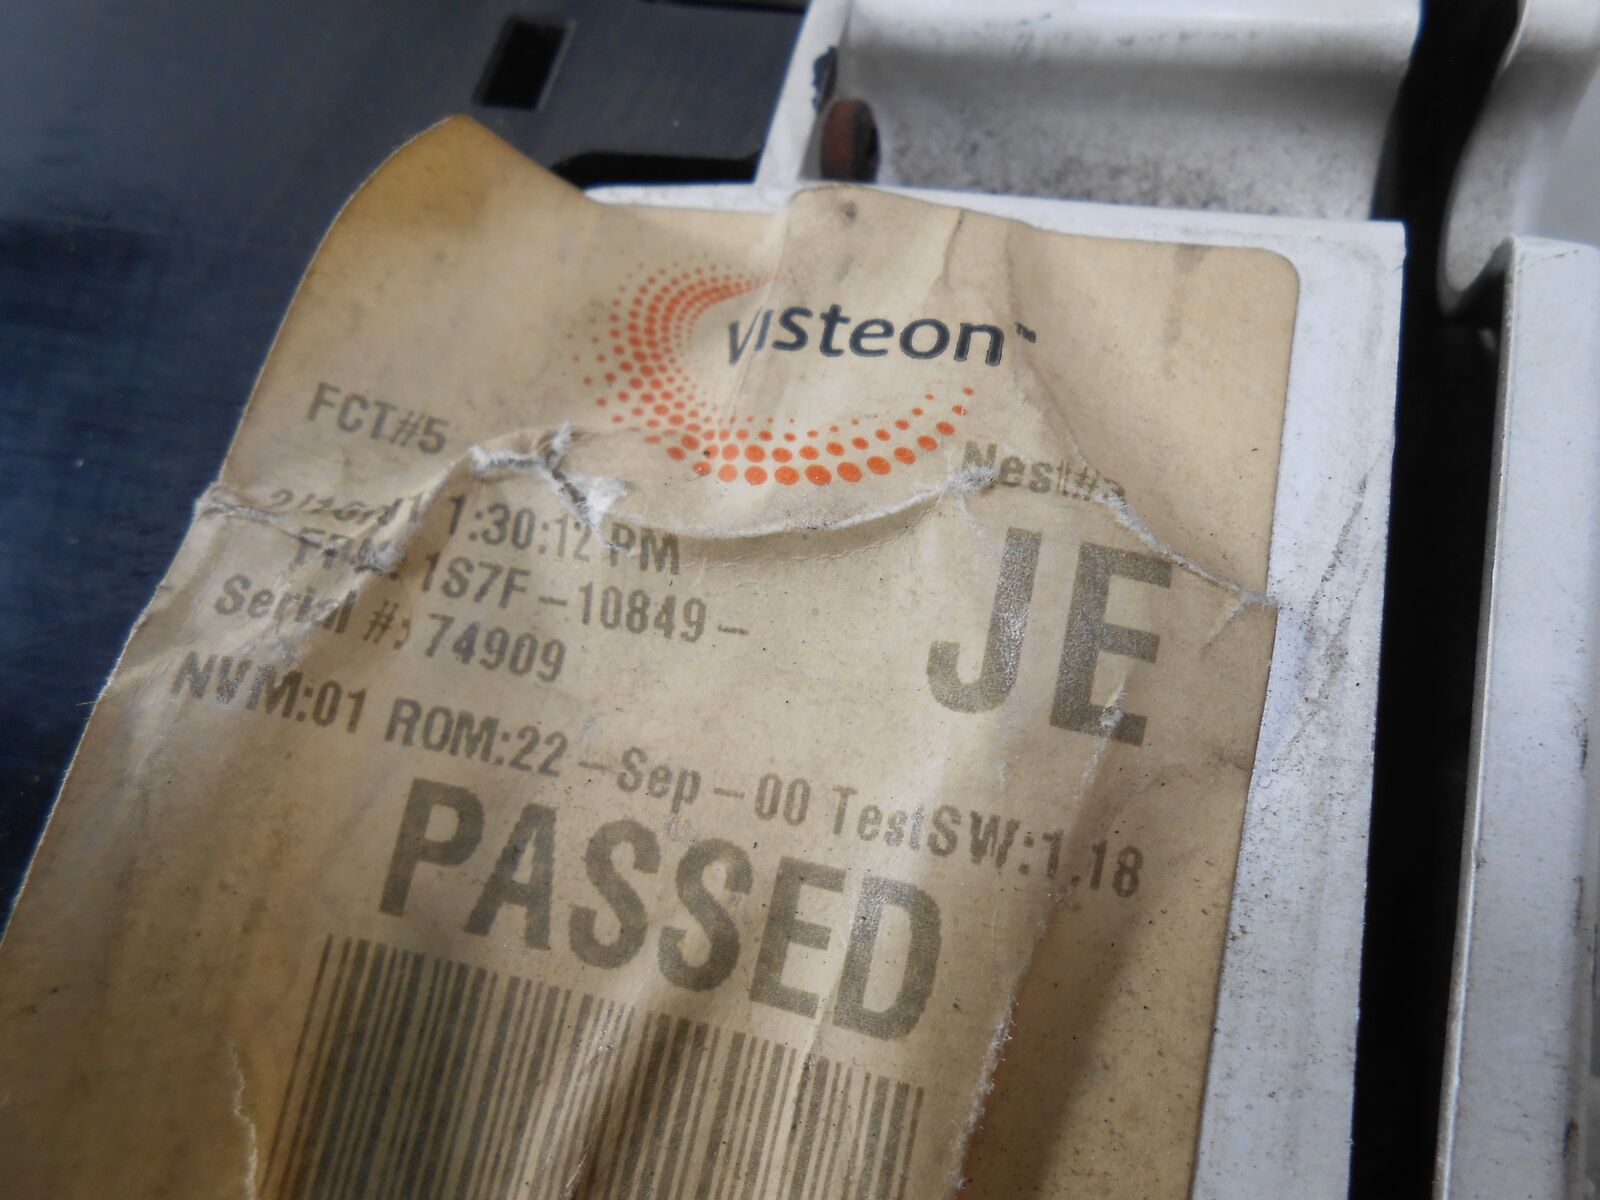 visteon™
FCT#5
1:30:12 PM
1S7F-10849-
JE
Serial #: 74909
NVM:01 ROM:22-Sep-00 TestSW:1.18
PASSED